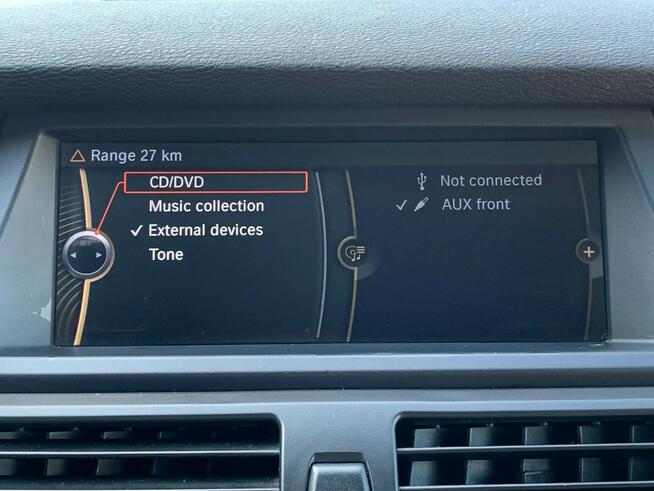 Range 27 km
CD/DVD
Music collection
External devices
Tone
Not connected
AUX front